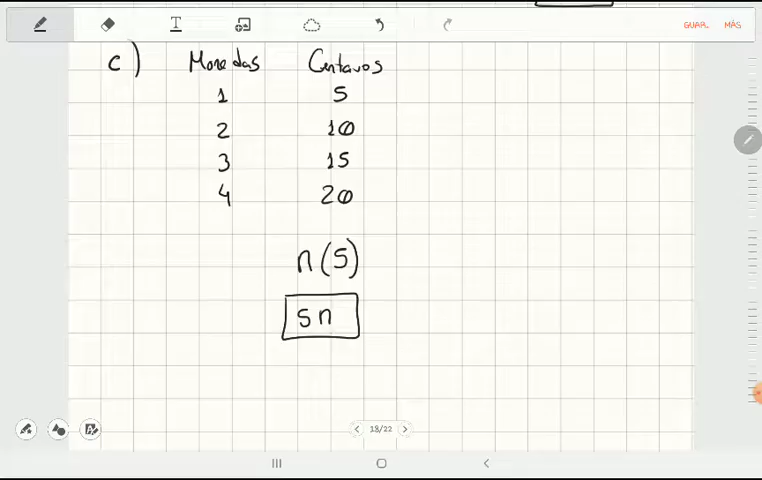 T
GUAR. MÁS
c) Monedas Centavos
1 5
2 10
3 15
4 20
n(5)
5n
18/22